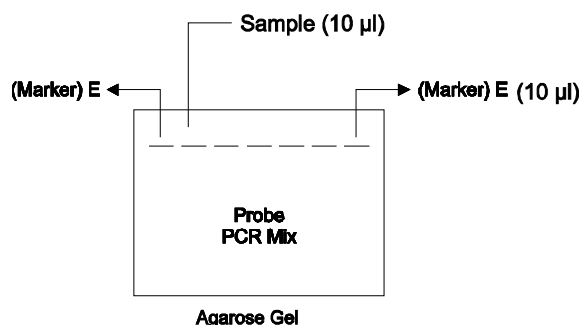 Sample (10 µl)
(Marker) E
(Marker) E (10 µl)
Probe
PCR Mix
Agarose Gel